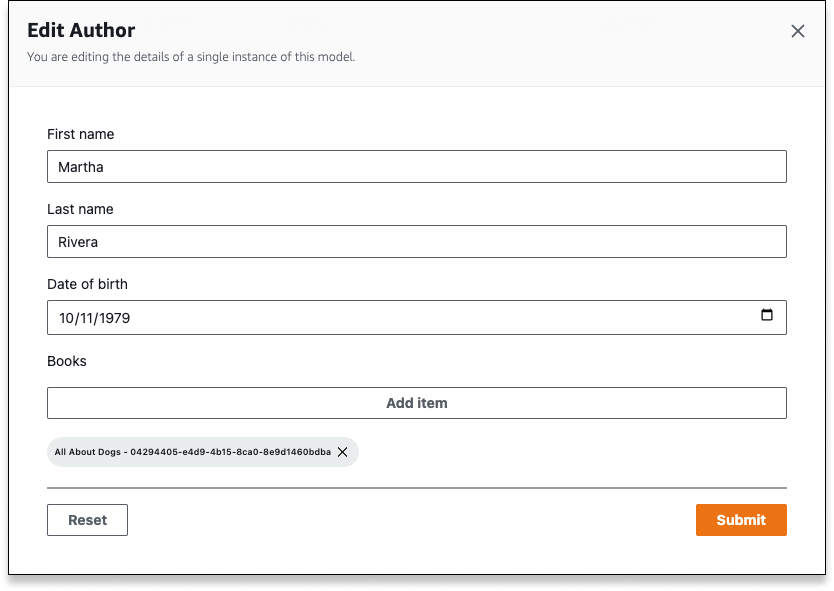 Edit Author
You are editing the details of a single instance of this model.
First name
Martha
Last name
Rivera
Date of birth
10/11/1979
Books
Add item
All About Dogs - 04294405-e4d9-4b15-8ca0-8e9d1460bdba
Reset
Submit